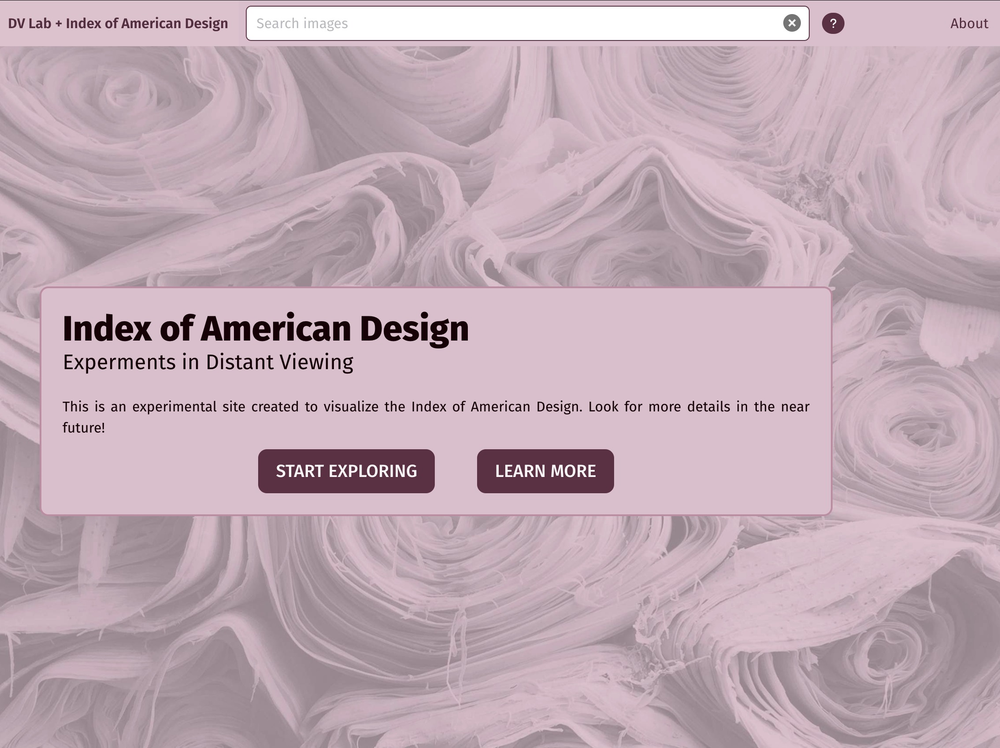 DV Lab + Index of American Design
Search images
?
About
Index of American Design
Experments in Distant Viewing
This is an experimental site created to visualize the Index of American Design. Look for more details in the near
future!
START EXPLORING
LEARN MORE